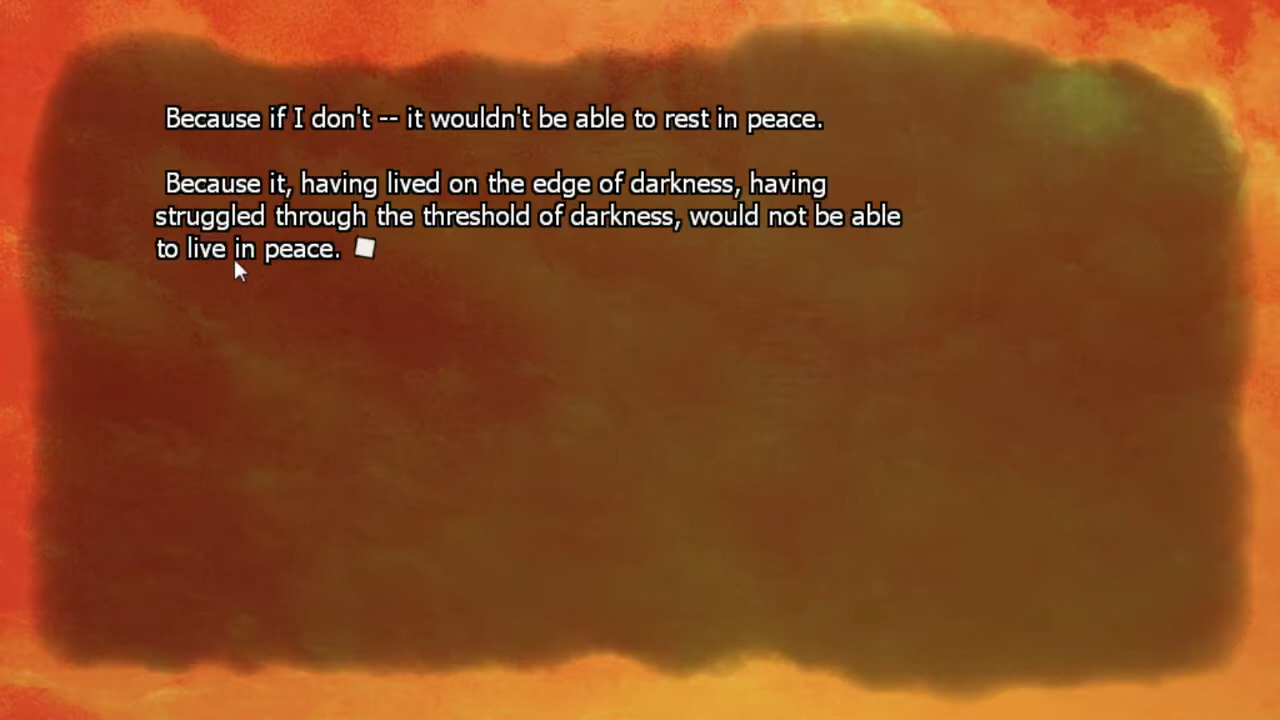 Because if I don't -- it wouldn't be able to rest in peace.
Because it, having lived on the edge of darkness, having
struggled through the threshold of darkness, would not be able
to live in peace.